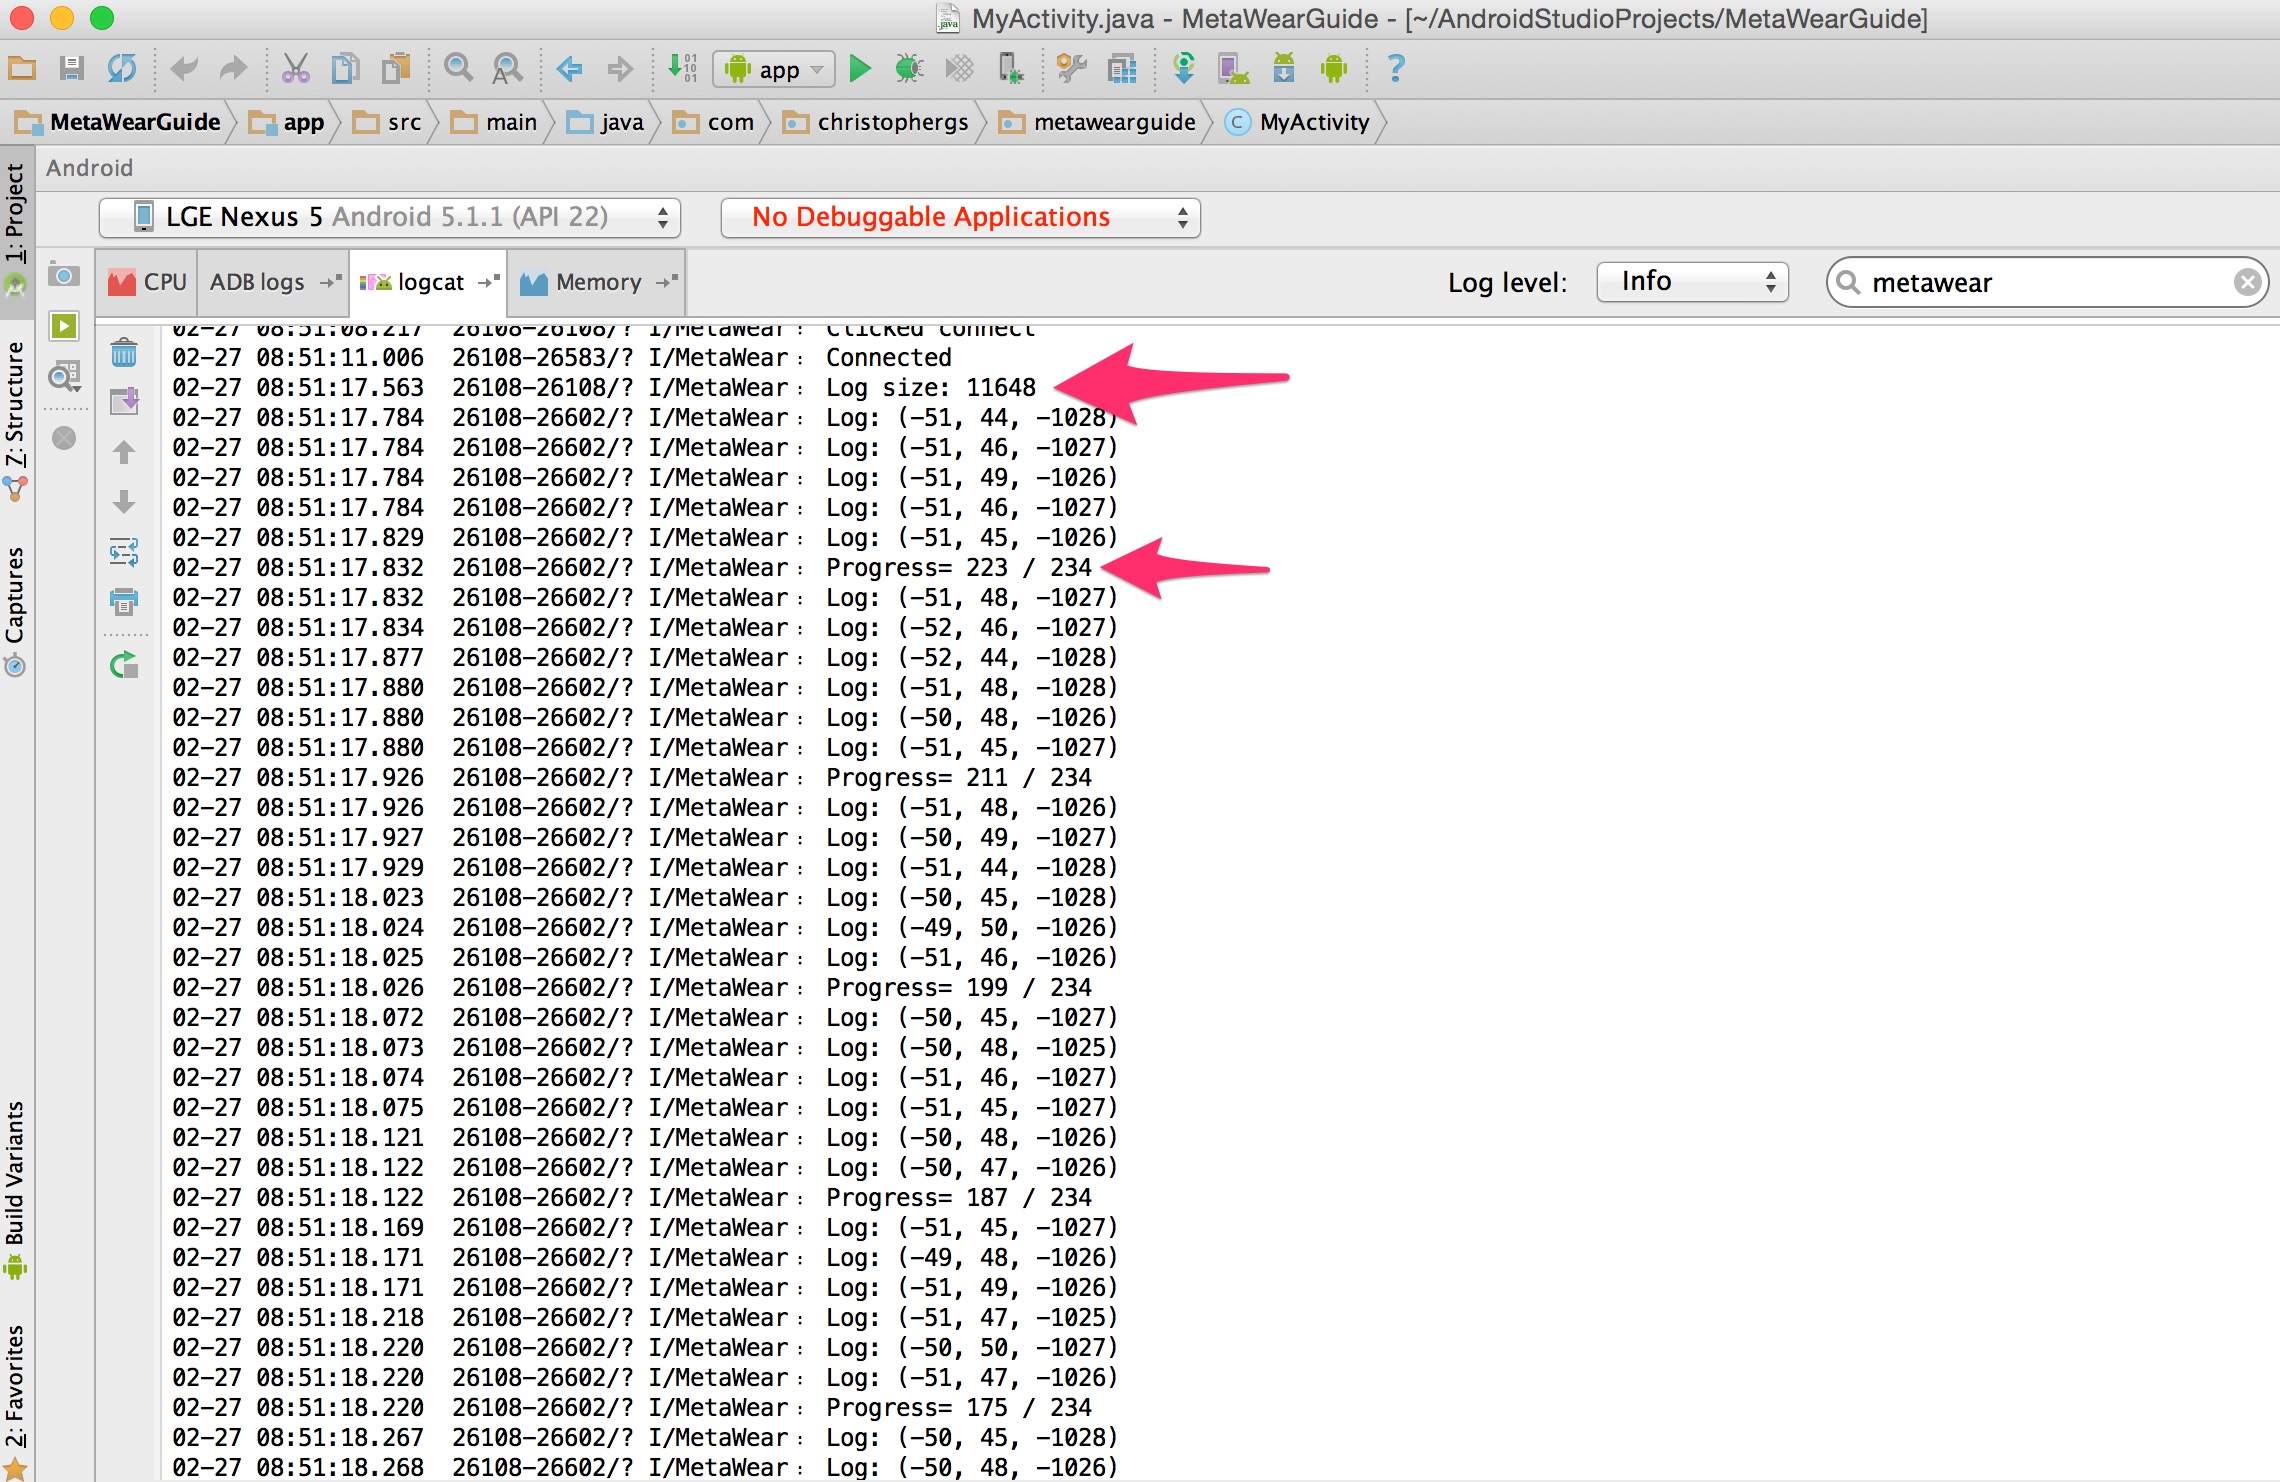 MyActivity.java - MetaWearGuide - [~/AndroidStudioProjects/MetaWearGuide]
app
MetaWearGuide app src main java com christophergs metawearguide MyActivity
Android
LGE Nexus 5 Android 5.1.1 (API 22) No Debuggable Applications
CPU ADB logs logcat Memory Log level: Info metawear
1: Project
7: Structure
Captures
Build Variants
2: Favorites
02-27 08:51:08.217 26108-26108/? I/MetaWear: Clicked connect
02-27 08:51:11.006 26108-26583/? I/MetaWear: Connected
02-27 08:51:17.563 26108-26108/? I/MetaWear: Log size: 11648
02-27 08:51:17.784 26108-26602/? I/MetaWear: Log: (-51, 44, -1028)
02-27 08:51:17.784 26108-26602/? I/MetaWear: Log: (-51, 46, -1027)
02-27 08:51:17.784 26108-26602/? I/MetaWear: Log: (-51, 49, -1026)
02-27 08:51:17.784 26108-26602/? I/MetaWear: Log: (-51, 46, -1027)
02-27 08:51:17.829 26108-26602/? I/MetaWear: Log: (-51, 45, -1026)
02-27 08:51:17.832 26108-26602/? I/MetaWear: Progress= 223 / 234
02-27 08:51:17.832 26108-26602/? I/MetaWear: Log: (-51, 48, -1027)
02-27 08:51:17.834 26108-26602/? I/MetaWear: Log: (-52, 46, -1027)
02-27 08:51:17.877 26108-26602/? I/MetaWear: Log: (-52, 44, -1028)
02-27 08:51:17.880 26108-26602/? I/MetaWear: Log: (-51, 48, -1028)
02-27 08:51:17.880 26108-26602/? I/MetaWear: Log: (-50, 48, -1026)
02-27 08:51:17.880 26108-26602/? I/MetaWear: Log: (-51, 45, -1027)
02-27 08:51:17.926 26108-26602/? I/MetaWear: Progress= 211 / 234
02-27 08:51:17.926 26108-26602/? I/MetaWear: Log: (-51, 48, -1026)
02-27 08:51:17.927 26108-26602/? I/MetaWear: Log: (-50, 49, -1027)
02-27 08:51:17.929 26108-26602/? I/MetaWear: Log: (-51, 44, -1028)
02-27 08:51:18.023 26108-26602/? I/MetaWear: Log: (-50, 45, -1028)
02-27 08:51:18.024 26108-26602/? I/MetaWear: Log: (-49, 50, -1026)
02-27 08:51:18.025 26108-26602/? I/MetaWear: Log: (-51, 46, -1026)
02-27 08:51:18.026 26108-26602/? I/MetaWear: Progress= 199 / 234
02-27 08:51:18.072 26108-26602/? I/MetaWear: Log: (-50, 45, -1027)
02-27 08:51:18.073 26108-26602/? I/MetaWear: Log: (-50, 48, -1025)
02-27 08:51:18.074 26108-26602/? I/MetaWear: Log: (-51, 46, -1027)
02-27 08:51:18.075 26108-26602/? I/MetaWear: Log: (-51, 45, -1027)
02-27 08:51:18.121 26108-26602/? I/MetaWear: Log: (-50, 48, -1026)
02-27 08:51:18.122 26108-26602/? I/MetaWear: Log: (-50, 47, -1026)
02-27 08:51:18.122 26108-26602/? I/MetaWear: Progress= 187 / 234
02-27 08:51:18.169 26108-26602/? I/MetaWear: Log: (-51, 45, -1027)
02-27 08:51:18.171 26108-26602/? I/MetaWear: Log: (-49, 48, -1026)
02-27 08:51:18.171 26108-26602/? I/MetaWear: Log: (-51, 49, -1026)
02-27 08:51:18.218 26108-26602/? I/MetaWear: Log: (-51, 47, -1025)
02-27 08:51:18.220 26108-26602/? I/MetaWear: Log: (-50, 50, -1027)
02-27 08:51:18.220 26108-26602/? I/MetaWear: Log: (-51, 47, -1026)
02-27 08:51:18.220 26108-26602/? I/MetaWear: Progress= 175 / 234
02-27 08:51:18.267 26108-26602/? I/MetaWear: Log: (-50, 45, -1028)
02-27 08:51:18.268 26108-26602/? I/MetaWear: Log: (-50, 48, -1026)